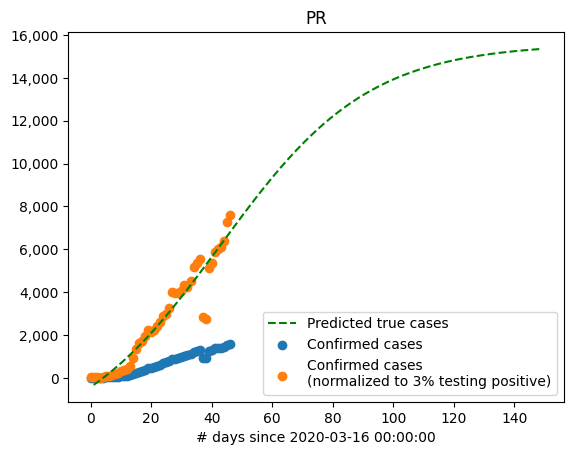 PR
16,000
14,000
12,000
10,000
8,000
6,000
4,000
2,000
0
Predicted true cases
Confirmed cases
Confirmed cases
(normalized to 3% testing positive)
0 20 40 60 80 100 120 140
# days since 2020-03-16 00:00:00